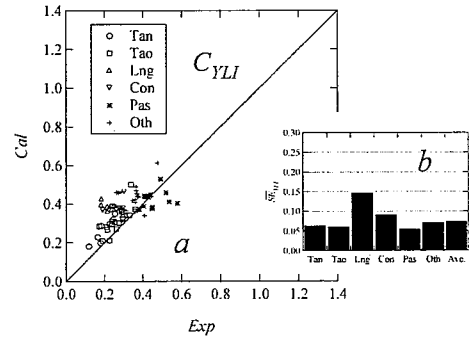 C_YLI
Tan
Tao
Lng
Con
Pas
Oth
Cal
1.4
1.2
1.0
0.8
0.6
0.4
0.2
0.0
0.0 0.2 0.4 0.6 0.8 1.0 1.2 1.4
Exp
a
b
0.30
0.25
0.20
0.15
0.10
0.05
0.00
Tan Tao Lng Con Pas Oth Ave.